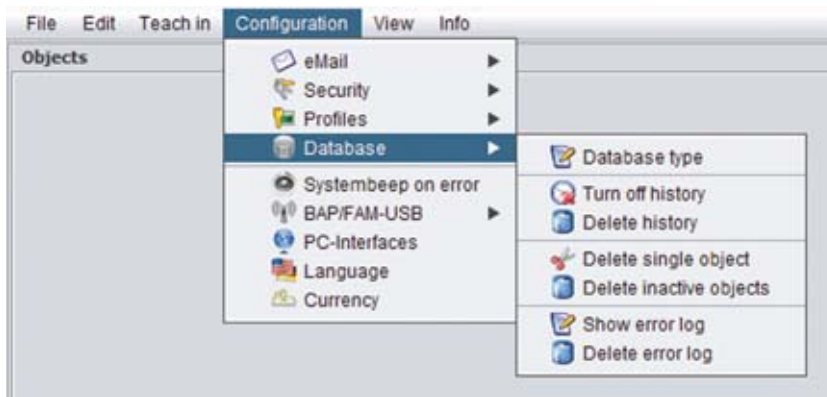 File Edit Teach in Configuration View Info
Objects
eMail
Security
Profiles
Database
Systembeep on error
BAP/FAM-USB
PC-Interfaces
Language
Currency
Database type
Turn off history
Delete history
Delete single object
Delete inactive objects
Show error log
Delete error log